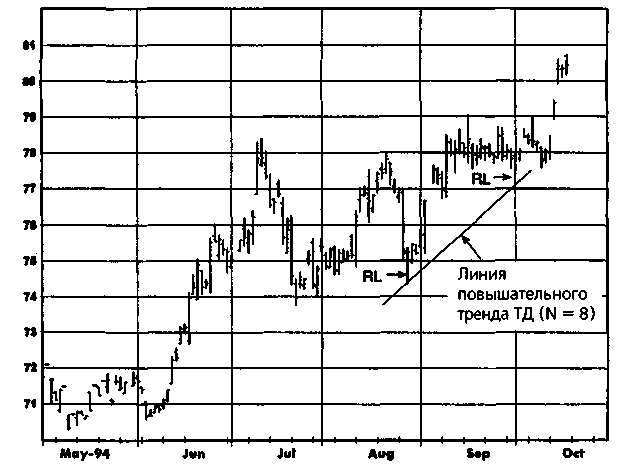 81
80
79
78
77
76
75
74
73
72
71
RL
RL
Линия
повышательного
тренда ТД (N = 8)
May-94 Jun Jul Aug Sep Oct